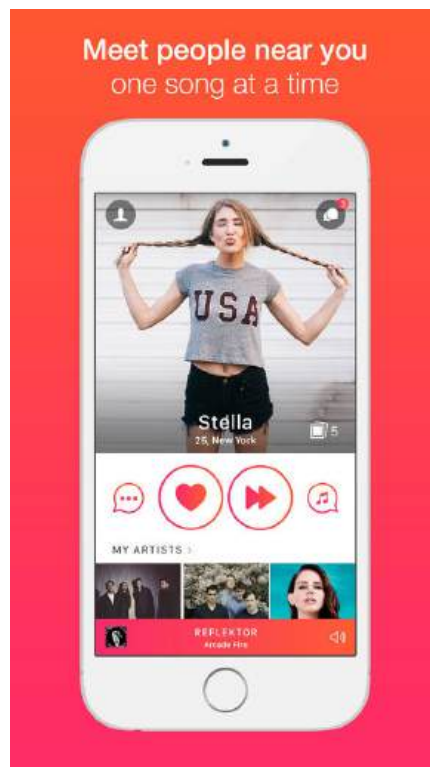 Meet people near you
one song at a time
3
USA
Stella
25, New York
5
MY ARTISTS >
REFLEKTOR
Arcade Fire